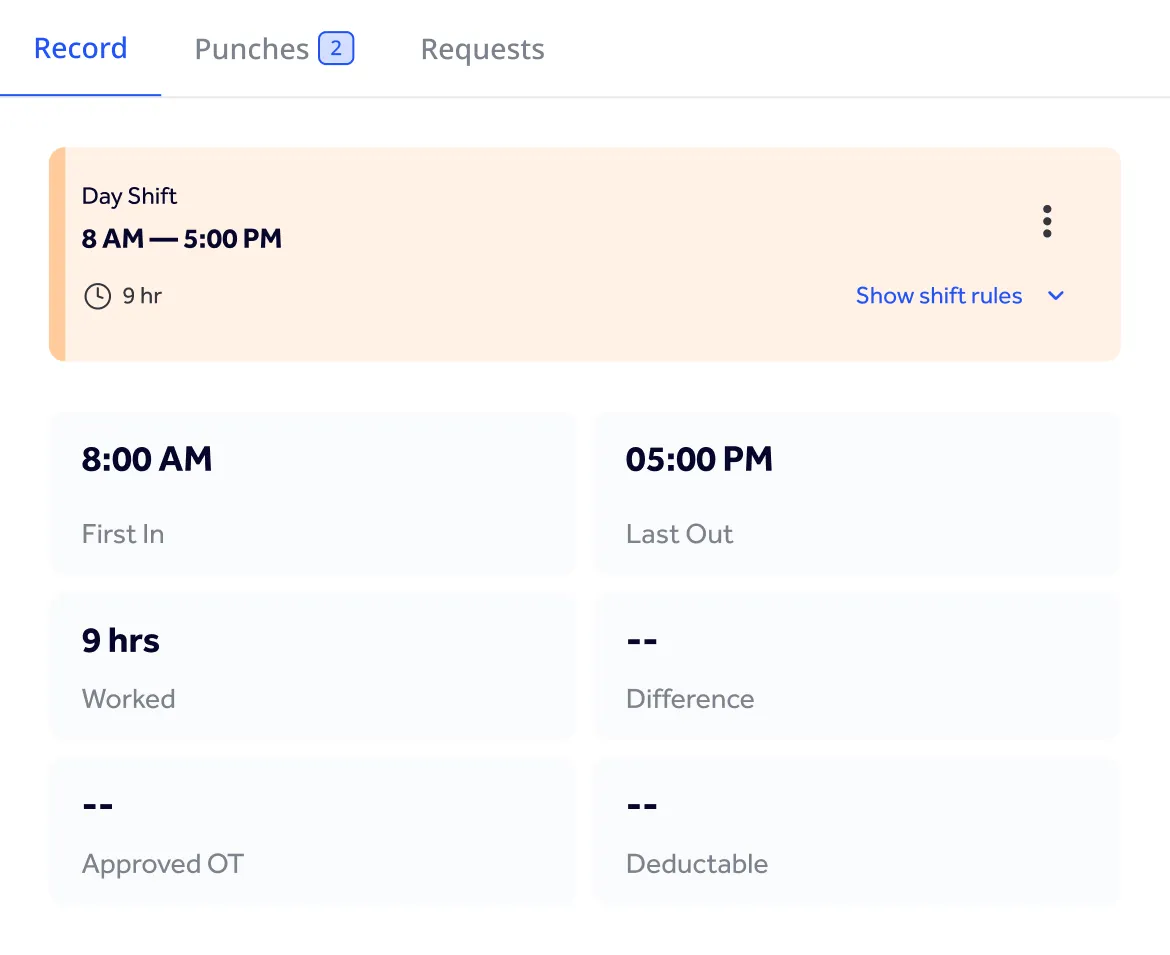 Record Punches 2 Requests
Day Shift
8 AM — 5:00 PM
9 hr Show shift rules
8:00 AM 05:00 PM
First In Last Out
9 hrs --
Worked Difference
-- --
Approved OT Deductable